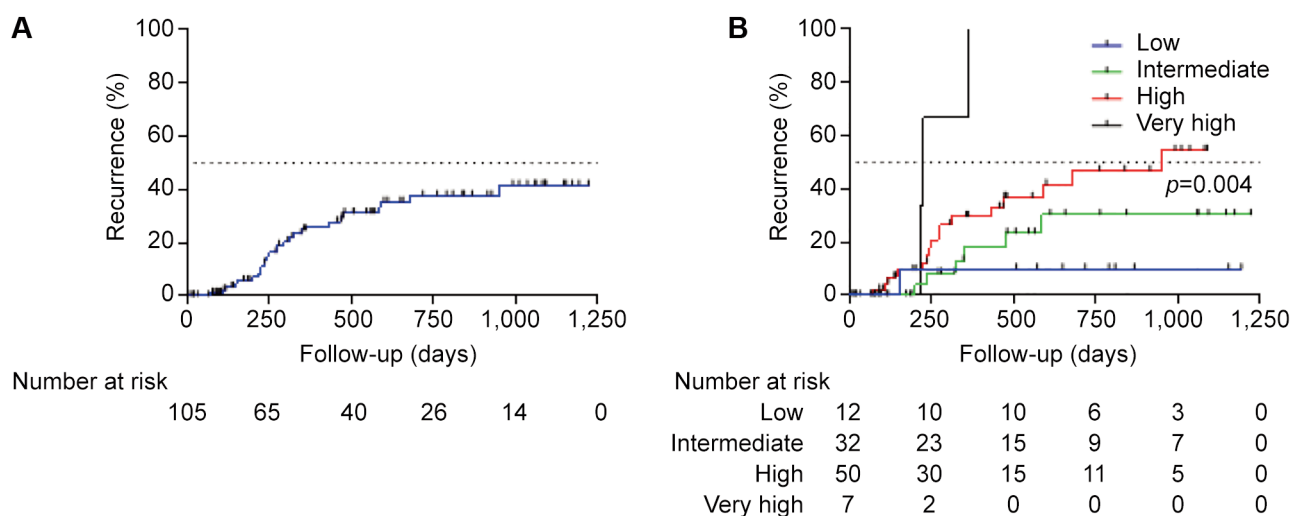 A
100
80
60
40
20
0
Recurrence (%)
0 250 500 750 1,000 1,250
Follow-up (days)
Number at risk
105 65 40 26 14 0
B
100
80
60
40
20
0
Recurrence (%)
Low
Intermediate
High
Very high
p=0.004
0 250 500 750 1,000 1,250
Follow-up (days)
Number at risk
Low 12 10 10 6 3 0
Intermediate 32 23 15 9 7 0
High 50 30 15 11 5 0
Very high 7 2 0 0 0 0